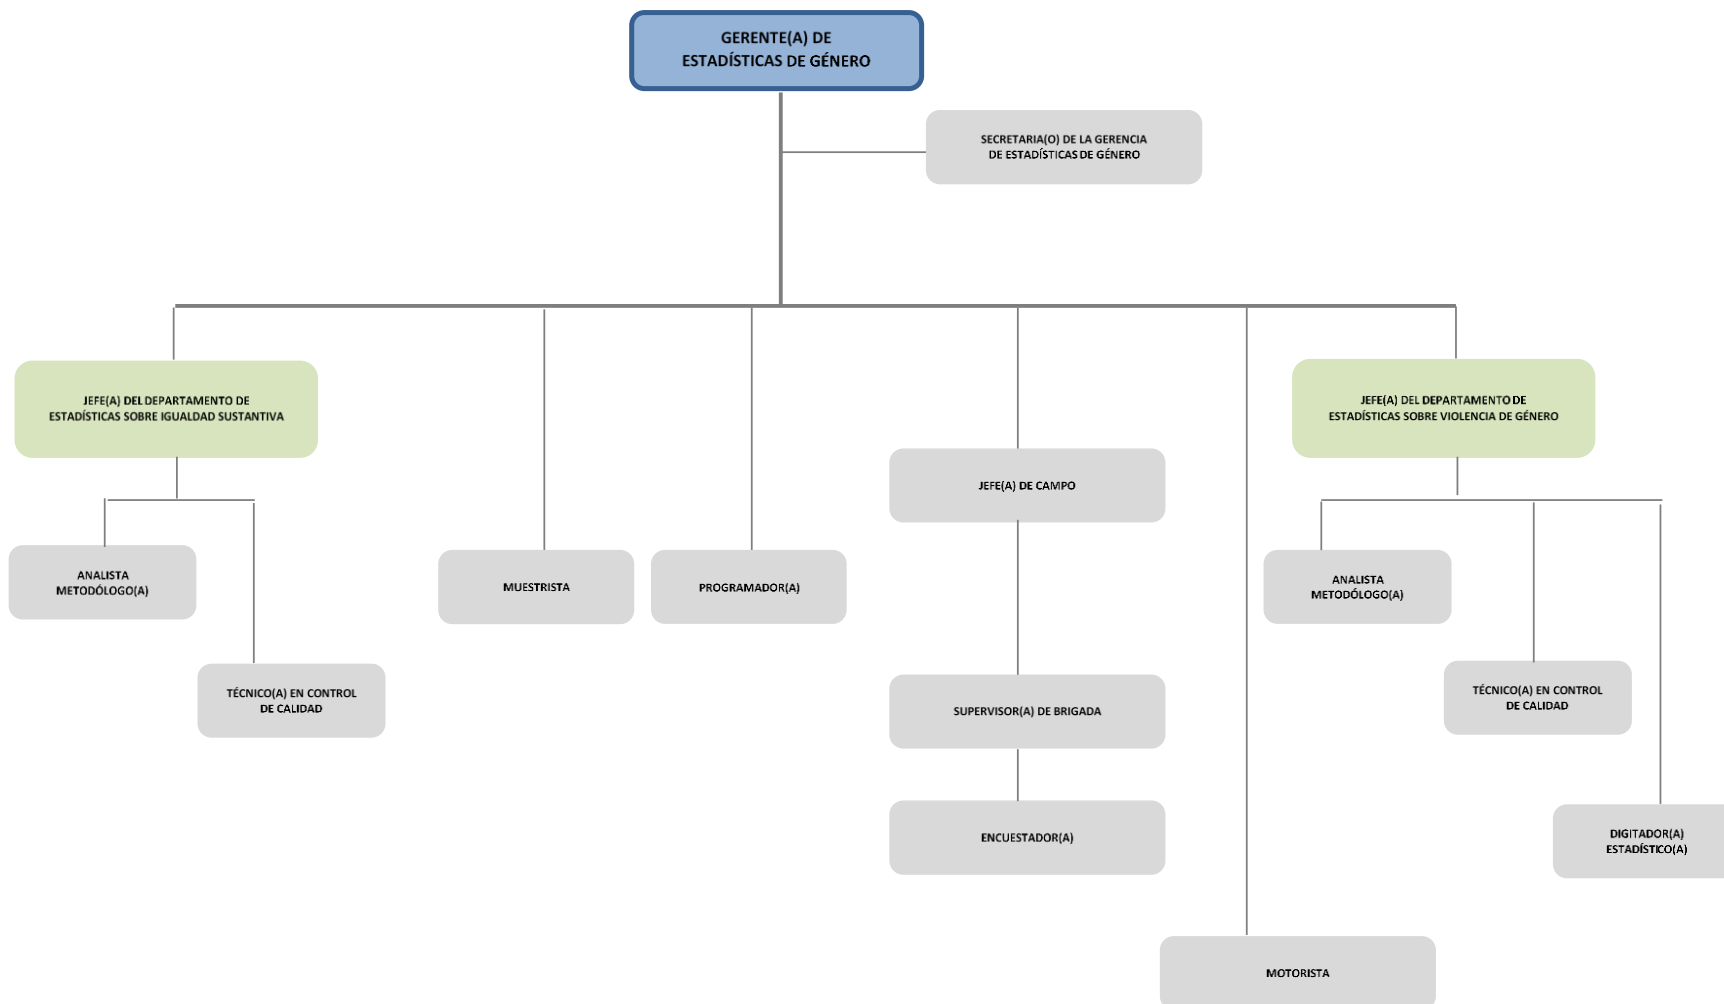 GERENTE(A) DE
ESTADÍSTICAS DE GÉNERO
SECRETARIA(O) DE LA GERENCIA
DE ESTADÍSTICAS DE GÉNERO
JEFE(A) DEL DEPARTAMENTO DE
ESTADÍSTICAS SOBRE IGUALDAD SUSTANTIVA
JEFE(A) DEL DEPARTAMENTO DE
ESTADÍSTICAS SOBRE VIOLENCIA DE GÉNERO
JEFE(A) DE CAMPO
ANALISTA
METODÓLOGO(A)
MUESTRISTA
PROGRAMADOR(A)
ANALISTA
METODÓLOGO(A)
TÉCNICO(A) EN CONTROL
DE CALIDAD
SUPERVISOR(A) DE BRIGADA
TÉCNICO(A) EN CONTROL
DE CALIDAD
ENCUESTADOR(A)
DIGITADOR(A)
ESTADÍSTICO(A)
MOTORISTA